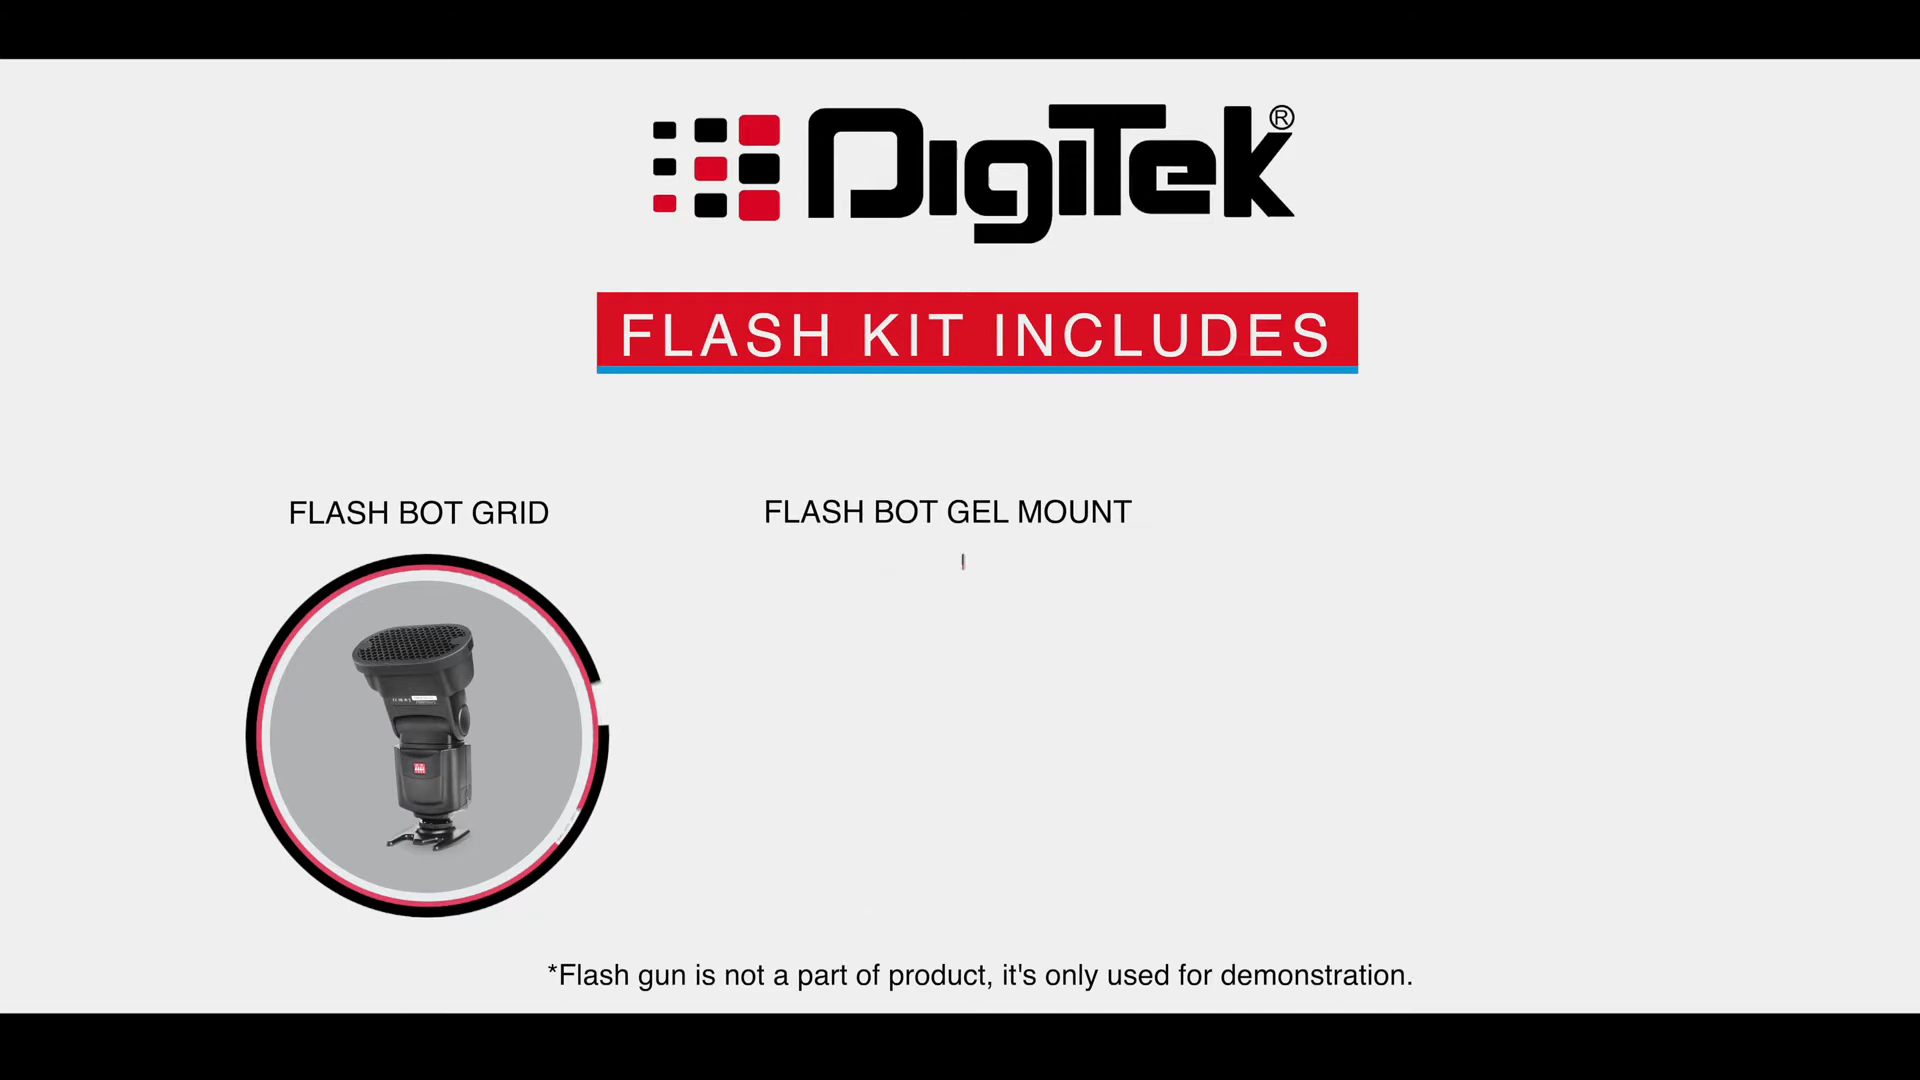 DIGITEK®
FLASH KIT INCLUDES
FLASH BOT GRID
FLASH BOT GEL MOUNT
*Flash gun is not a part of product, it's only used for demonstration.